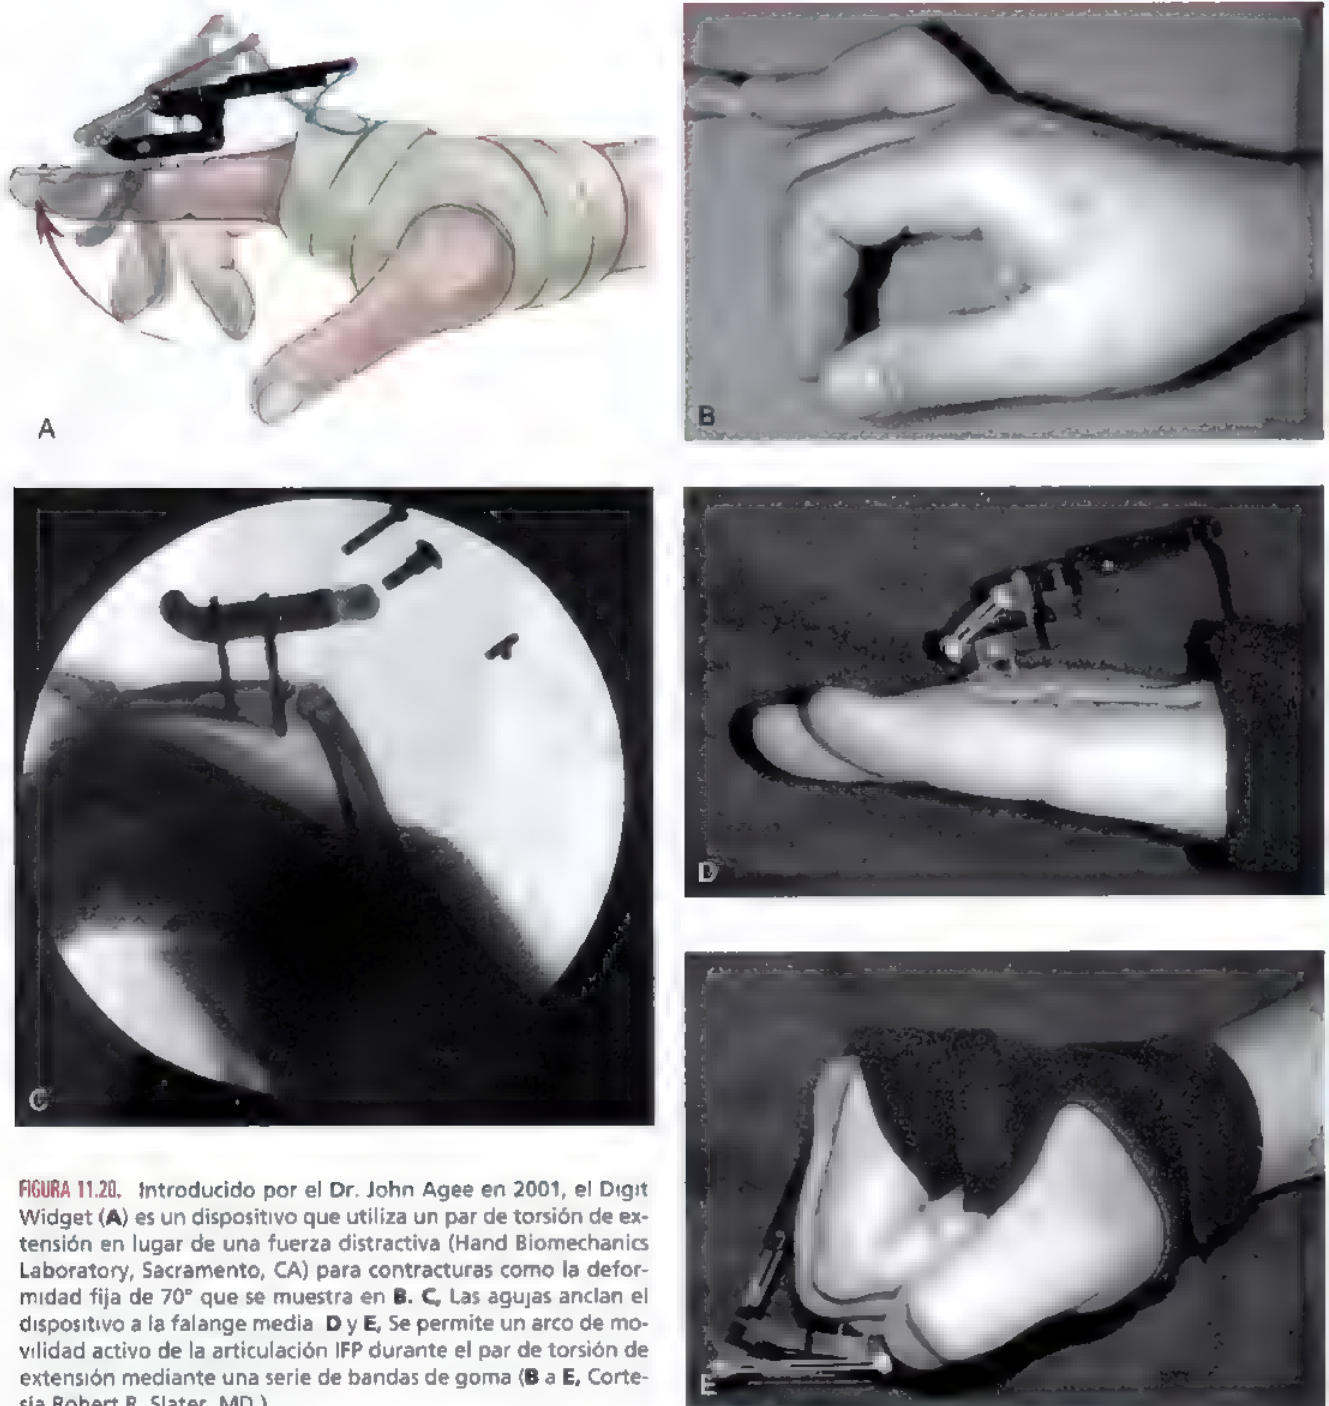 A
B
C
D
E
FIGURA 11.20. Introducido por el Dr. John Agee en 2001, el Digit
Widget (A) es un dispositivo que utiliza un par de torsión de ex-
tensión en lugar de una fuerza distractiva (Hand Biomechanics
Laboratory, Sacramento, CA) para contracturas como la defor-
midad fija de 70° que se muestra en B. C, Las agujas anclan el
dispositivo a la falange media D y E, Se permite un arco de mo-
vilidad activo de la articulación IFP durante el par de torsión de
extensión mediante una serie de bandas de goma (B a E, Corte-
sía Robert R. Slater, MD.)